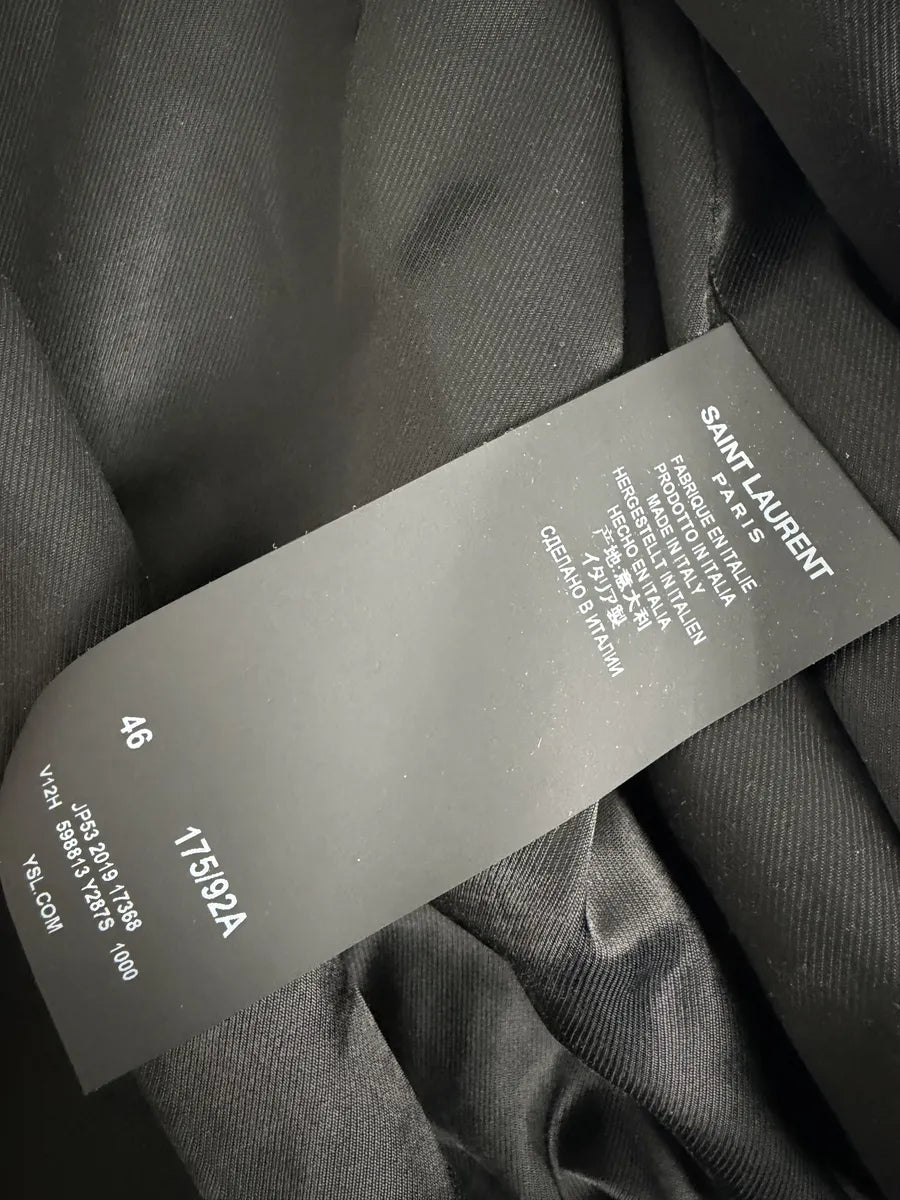 SAINT LAURENT
PARIS
FABRIQUE EN ITALIE
PRODOTTO IN ITALIA
MADE IN ITALY
HERGESTELLT IN ITALIEN
HECHO EN ITALIA
产地:意大利
イタリア製
СДЕЛАНО В ИТАЛИИ
46
175/92A
JP53 2019 17368
V12H 598813 Y287S 1000
YSL.COM